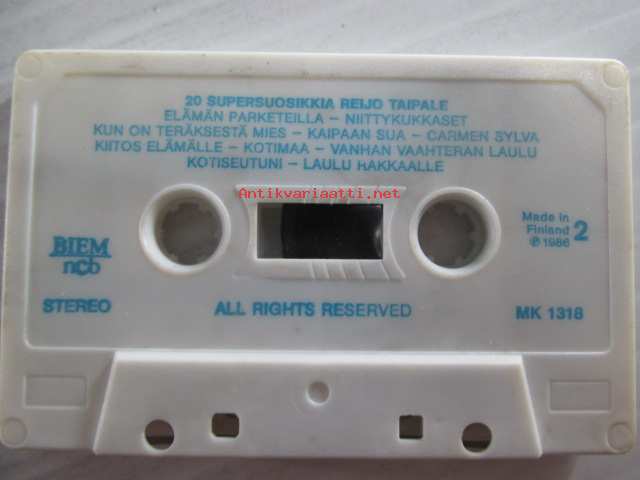 20 SUPERSUOSIKKIA REIJO TAIPALE
ELÄMÄN PARKETEILLA – NIITTYKUKKASET
KUN ON TERÄKSESTÄ MIES – KAIPAAN SUA – CARMEN SYLVA
KIITOS ELÄMÄLLE – KOTIMAA – VANHAN VAAHTERAN LAULU
KOTISEUTUNI – LAULU RAKKAALLE
Antikvariaatti.net
BIEM
ncb
Made in
Finland
℗ 1986
2
STEREO
ALL RIGHTS RESERVED
MK 1318